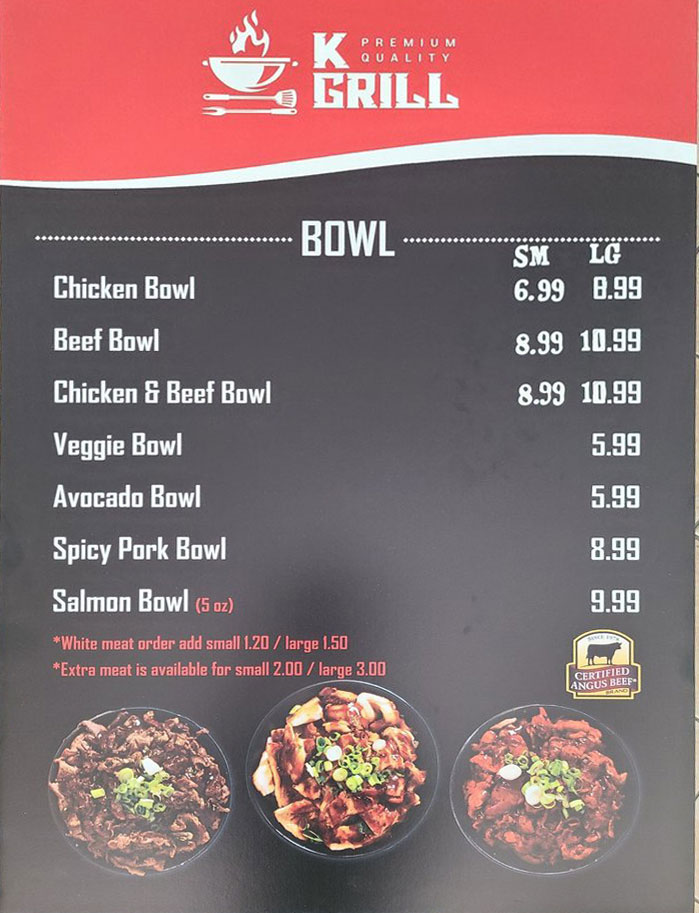 K PREMIUM QUALITY
GRILL
BOWL
SM LG
Chicken Bowl 6.99 8.99
Beef Bowl 8.99 10.99
Chicken & Beef Bowl 8.99 10.99
Veggie Bowl 5.99
Avocado Bowl 5.99
Spicy Pork Bowl 8.99
Salmon Bowl (5 oz) 9.99
*White meat order add small 1.20 / large 1.50
*Extra meat is available for small 2.00 / large 3.00
SINCE 1978
CERTIFIED
ANGUS BEEF®
BRAND